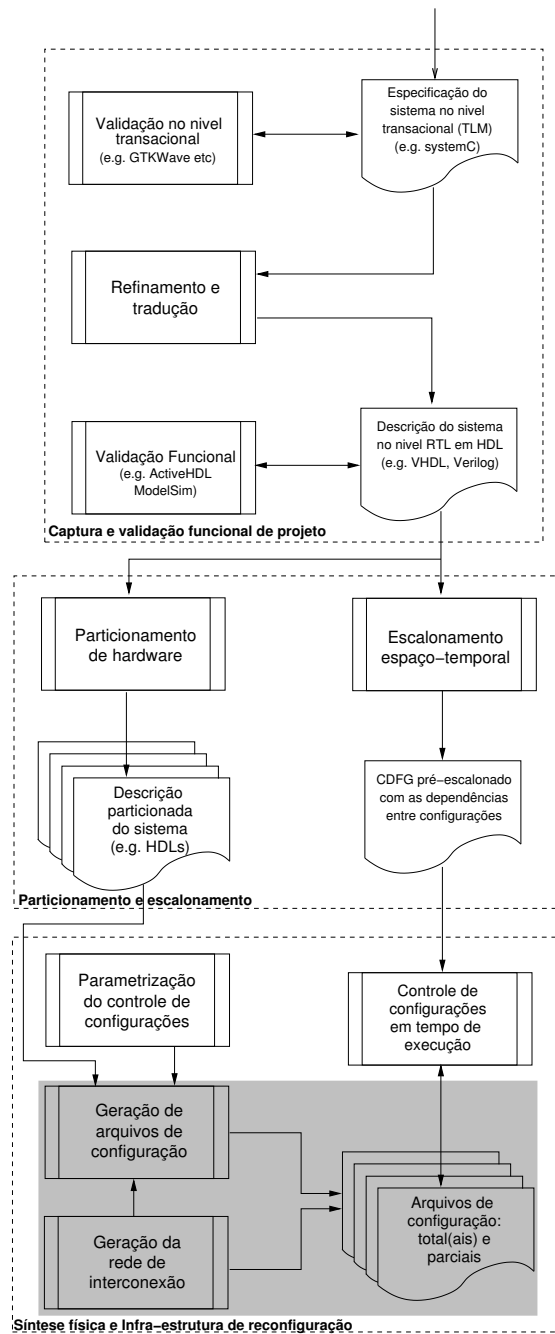 Especificação do
sistema no nivel
transacional (TLM)
(e.g. systemC)
Validação no nivel
transacional
(e.g. GTKWave etc)
Refinamento e
tradução
Descrição do sistema
no nivel RTL em HDL
(e.g. VHDL, Verilog)
Validação Funcional
(e.g. ActiveHDL
ModelSim)
Captura e validação funcional de projeto
Particionamento
de hardware
Escalonamento
espaço−temporal
Descrição
particionada
do sistema
(e.g. HDLs)
CDFG pré−escalonado
com as dependências
entre configurações
Particionamento e escalonamento
Parametrização
do controle de
configurações
Controle de
configurações
em tempo de
execução
Geração de
arquivos de
configuração
Geração da
rede de
interconexão
Arquivos de
configuração:
total(ais) e
parciais
Síntese física e Infra−estrutura de reconfiguração